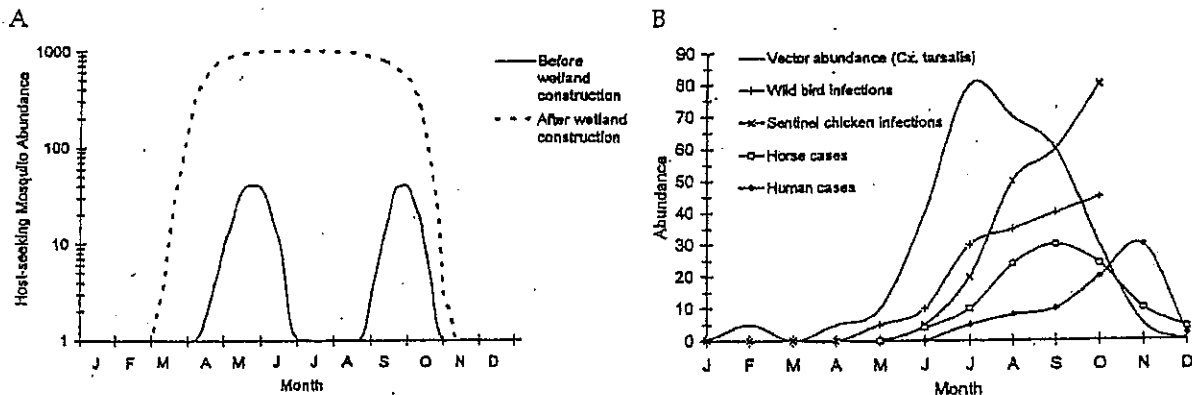 A
1000
100
10
1
Host-seeking Mosquito Abundance
J F M A M J J A S O N D
Month
Before
wetland
construction
After wetland
construction
B
90
80
70
60
50
40
30
20
10
0
Abundance
Vector abundance (Cx. tarsalis)
Wild bird infections
Sentinel chicken infections
Horse cases
Human cases
J F M A M J J A S O N D
Month